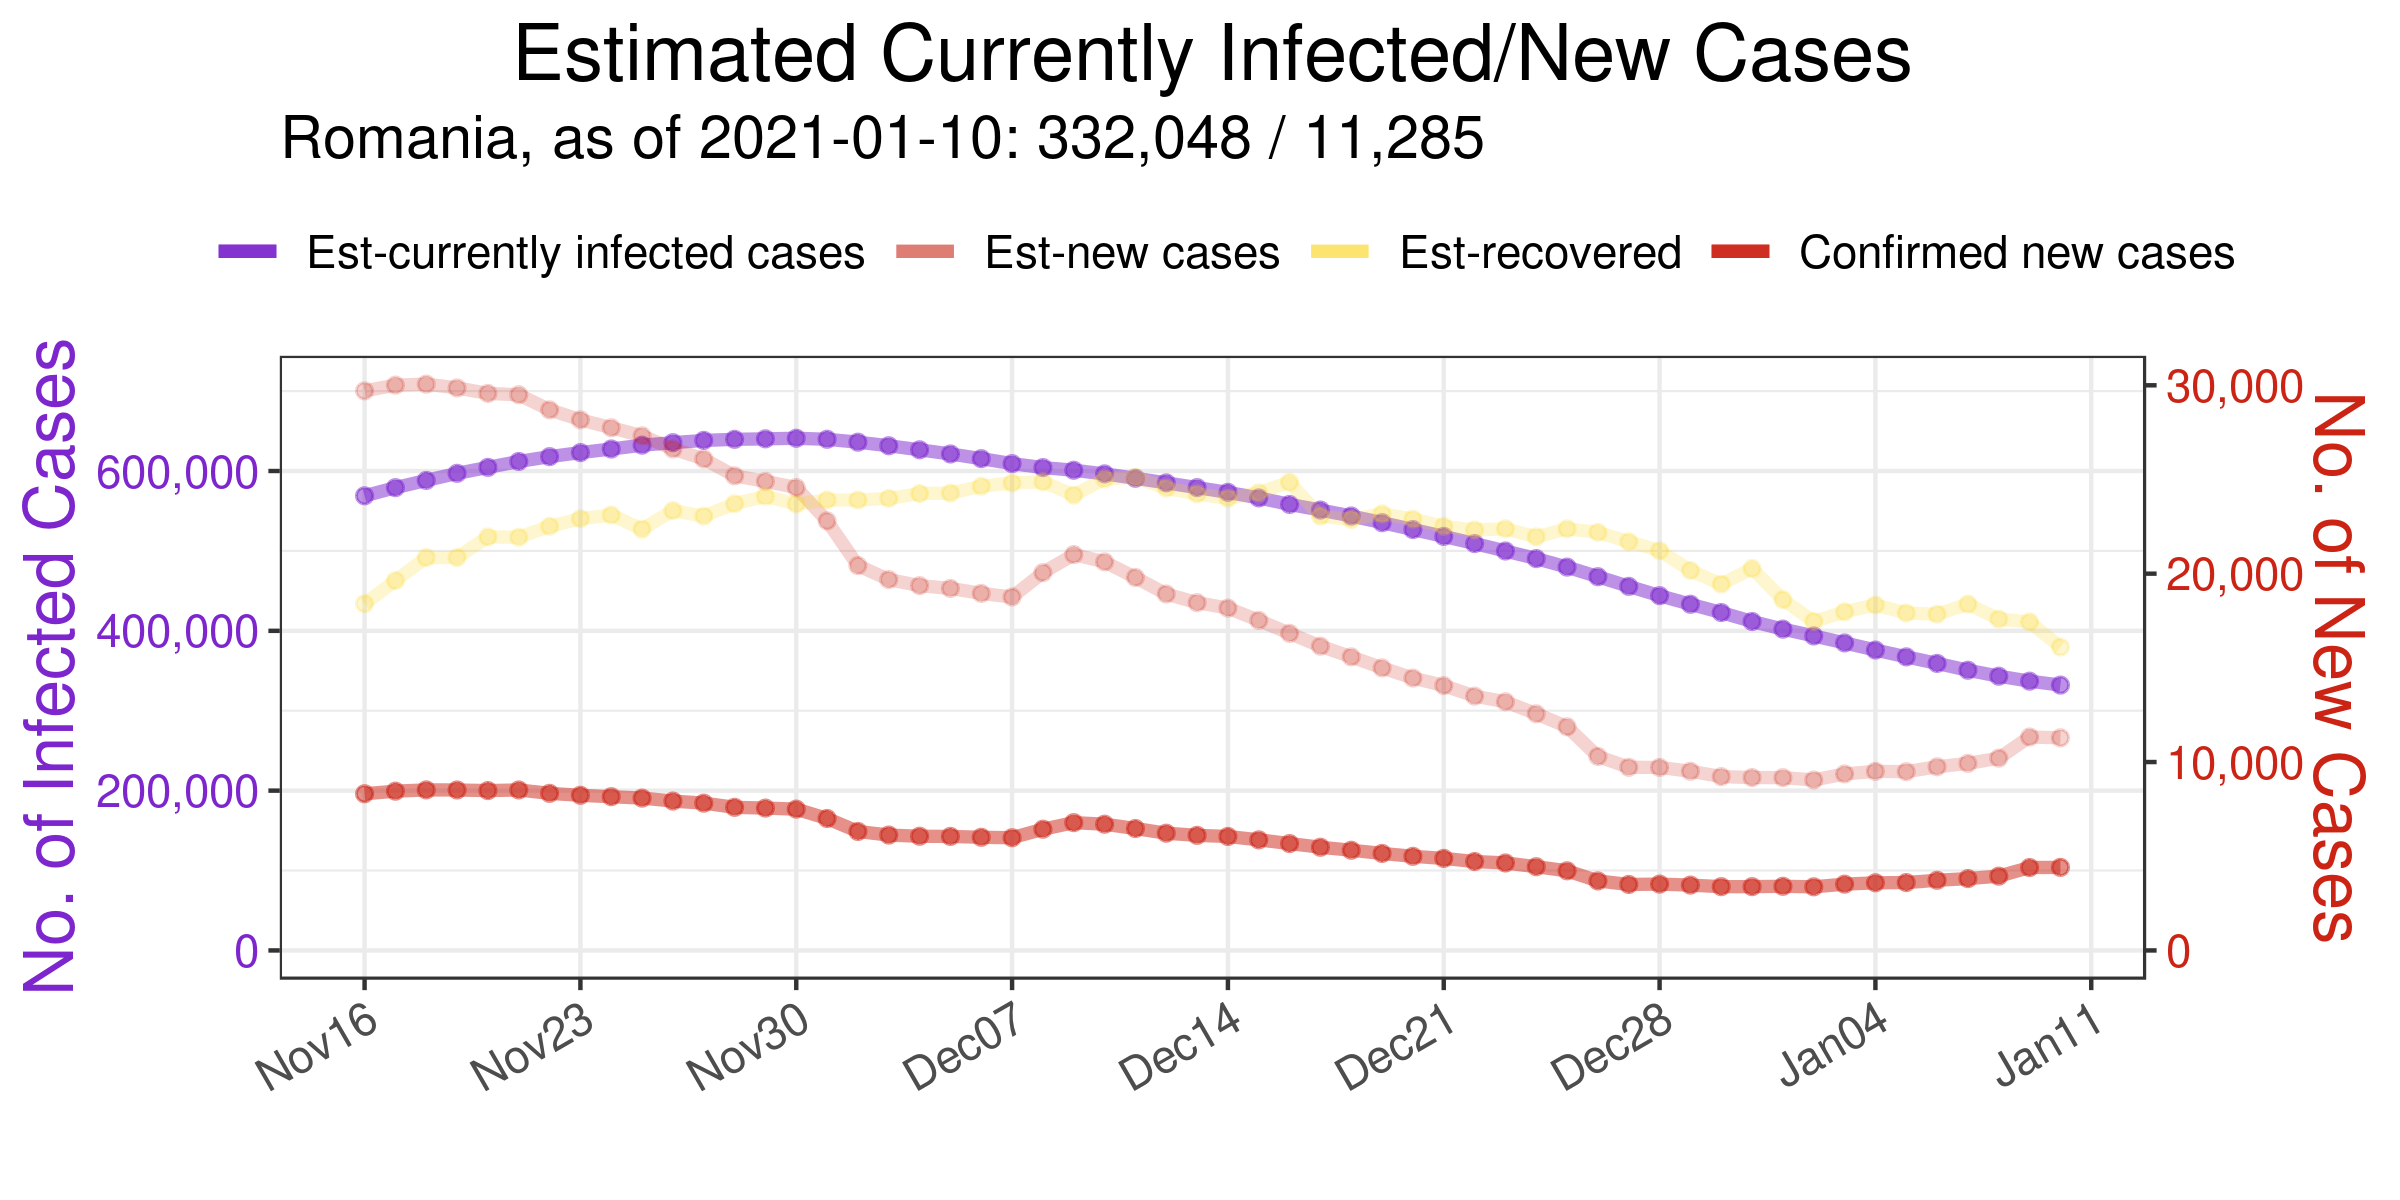 Estimated Currently Infected/New Cases
Romania, as of 2021-01-10: 332,048 / 11,285
Est-currently infected cases Est-new cases Est-recovered Confirmed new cases
No. of Infected Cases
600,000
400,000
200,000
0
30,000
20,000
10,000
0
No. of New Cases
Nov16 Nov23 Nov30 Dec07 Dec14 Dec21 Dec28 Jan04 Jan11